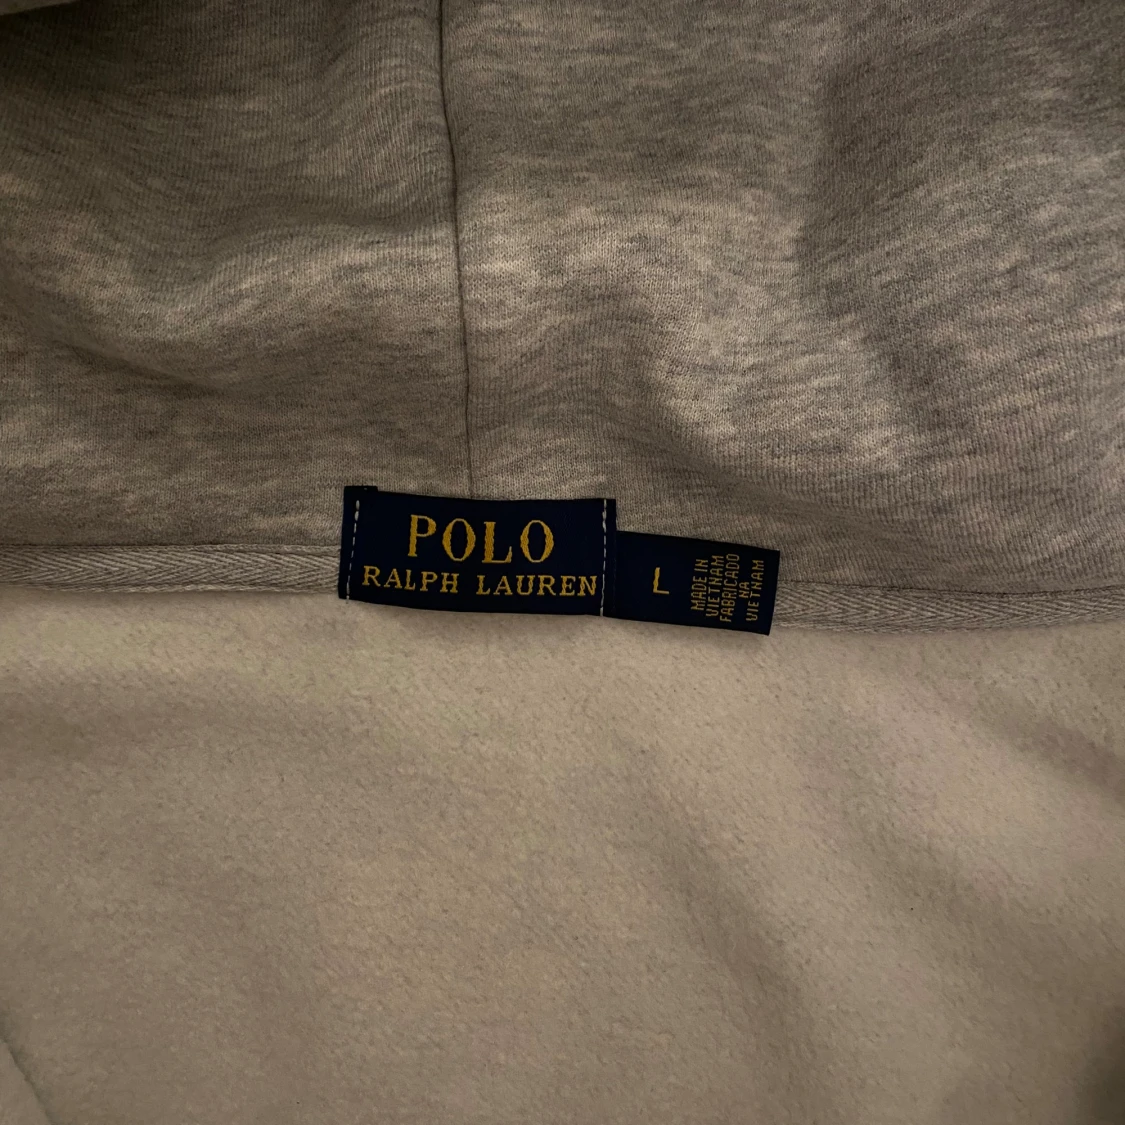 POLO
RALPH LAUREN
L
MADE IN
VIETNAM
FABRICADO
NA
VIETNAM